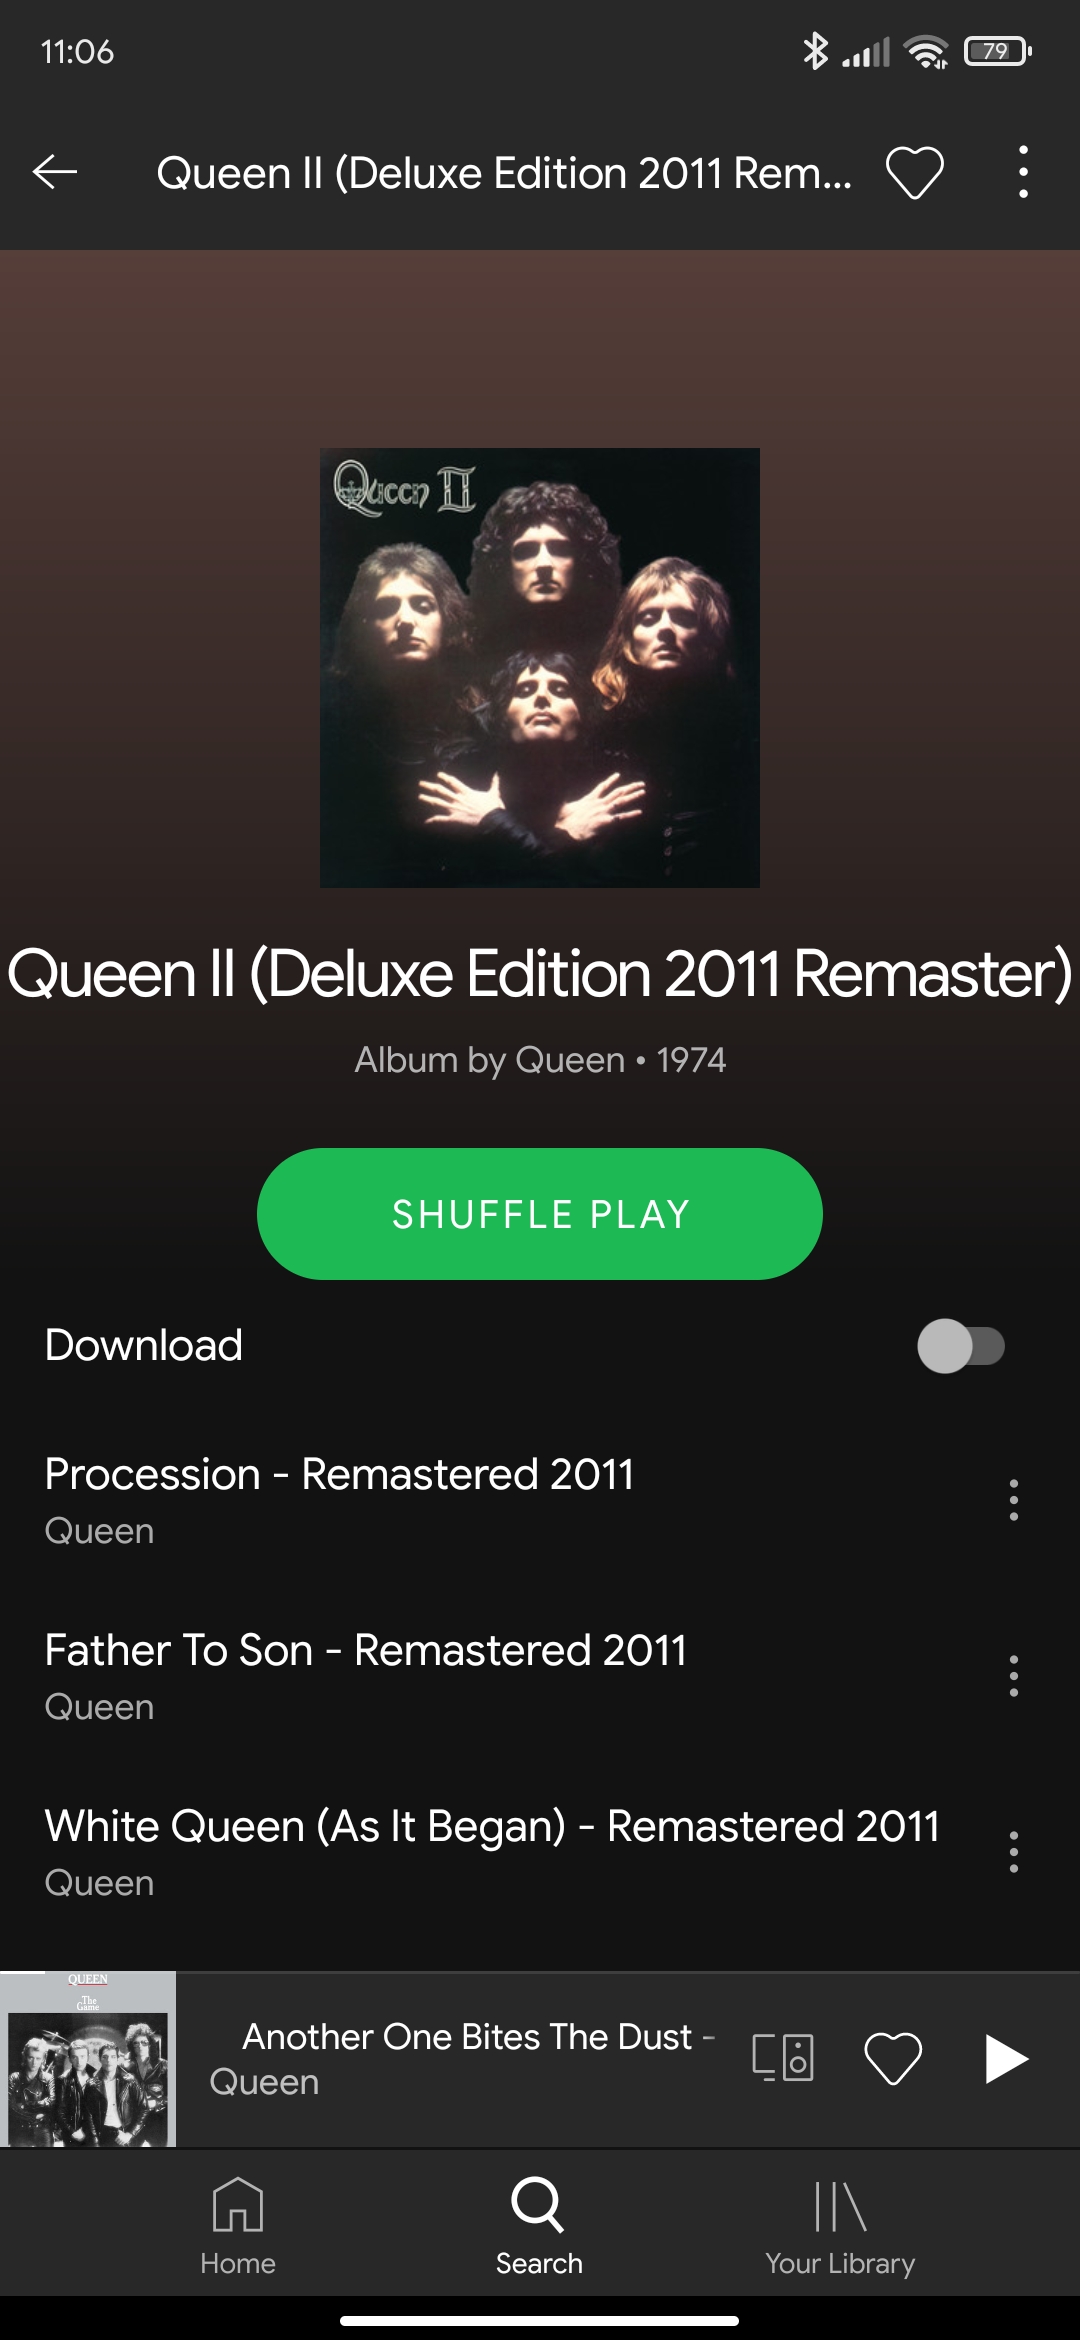 11:06
79
Queen II (Deluxe Edition 2011 Rem...
Queen II
Queen II (Deluxe Edition 2011 Remaster)
Album by Queen • 1974
SHUFFLE PLAY
Download
Procession - Remastered 2011
Queen
Father To Son - Remastered 2011
Queen
White Queen (As It Began) - Remastered 2011
Queen
QUEEN
The
Game
Another One Bites The Dust -
Queen
Home
Search
Your Library